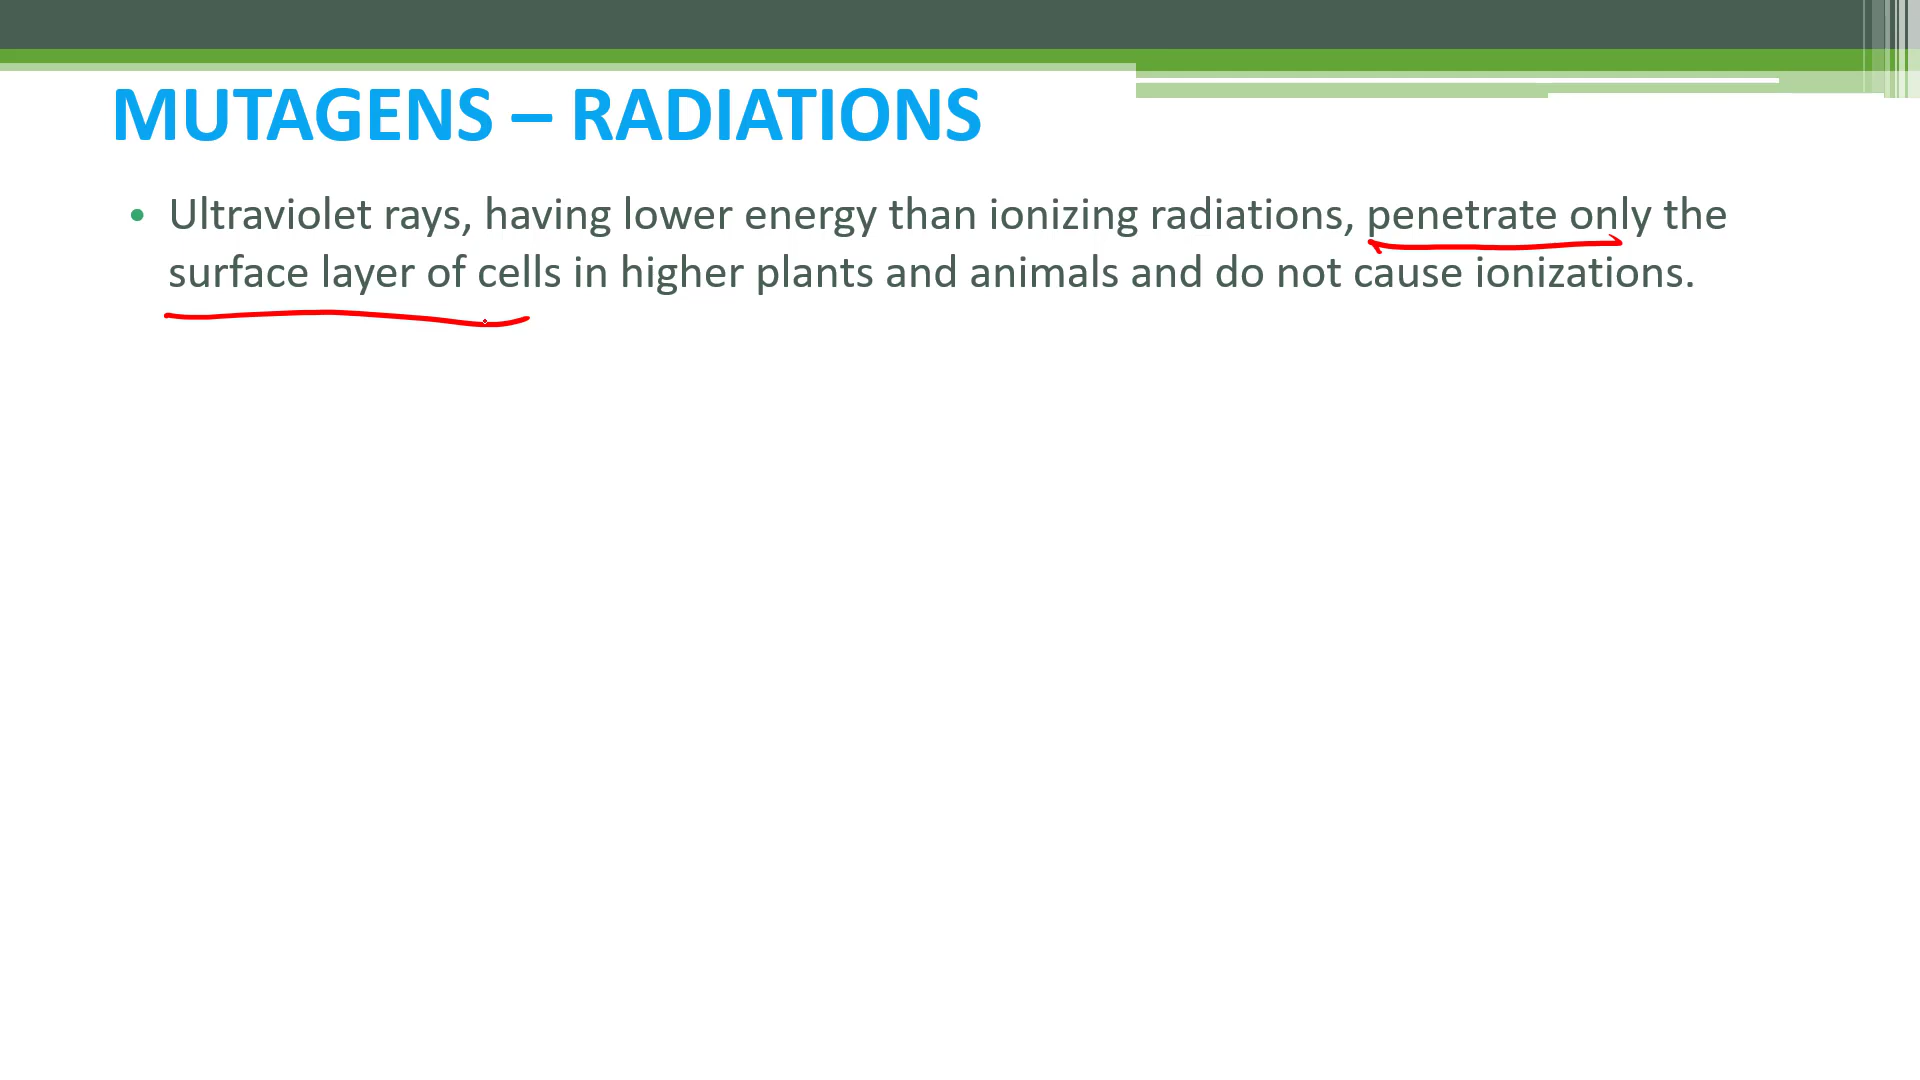 MUTAGENS – RADIATIONS
• Ultraviolet rays, having lower energy than ionizing radiations, penetrate only the
surface layer of cells in higher plants and animals and do not cause ionizations.